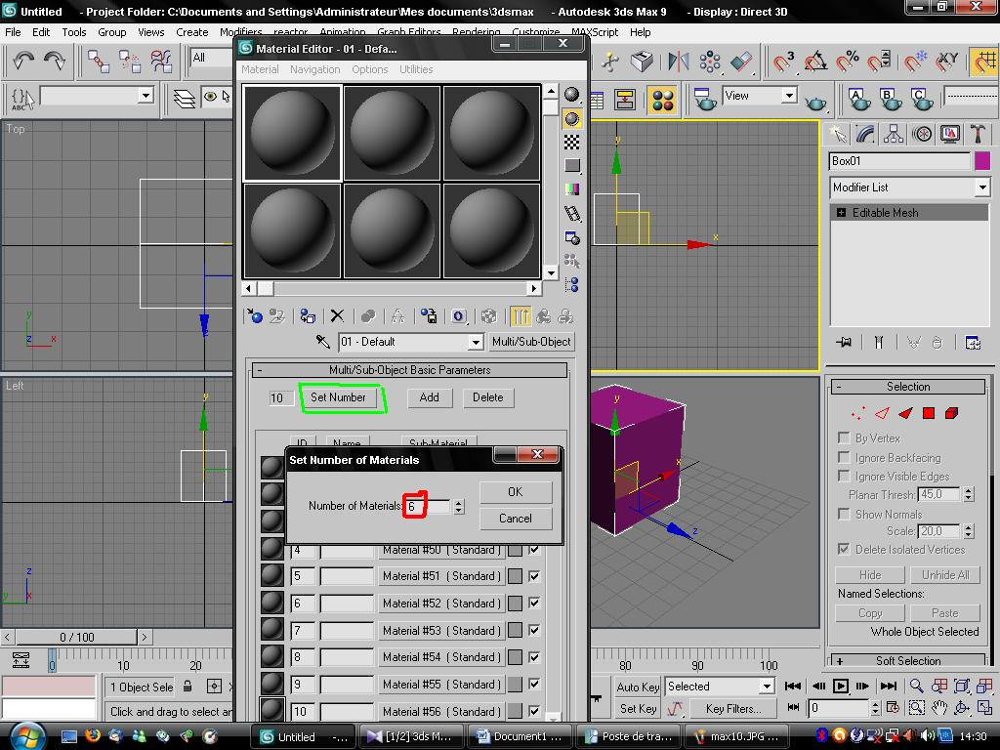 Untitled - Project Folder: C:\Documents and Settings\Administrateur\Mes documents\3dsmax - Autodesk 3ds Max 9 - Display : Direct 3D
File Edit Tools Group Views Create Modifiers reactor Animation Graph Editors Rendering Customize MAXScript Help
All
View
ABC
A B C
3 3 % XY
Top
Left
Material Editor - 01 - Defa...
Material Navigation Options Utilities
01 - Default
Multi/Sub-Object
- Multi/Sub-Object Basic Parameters
10 Set Number Add Delete
ID Name Sub-Material
Set Number of Materials
Number of Materials: 6
OK
Cancel
4 Material #50 ( Standard )
5 Material #51 ( Standard )
6 Material #52 ( Standard )
7 Material #53 ( Standard )
8 Material #54 ( Standard )
9 Material #55 ( Standard )
10 Material #56 ( Standard )
y
x
z
y
x
z
y
z
y
x
y
x
z
Box01
Modifier List
Editable Mesh
- Selection
By Vertex
Ignore Backfacing
Ignore Visible Edges
Planar Thresh: 45,0
Show Normals
Scale: 20,0
Delete Isolated Vertices
Hide Unhide All
Named Selections:
Copy Paste
Whole Object Selected
+ Soft Selection
< 0 / 100 >
0 10 20 80 90 100
1 Object Sele
Click and drag to select
Auto Key Selected
Set Key Key Filters...
0
Untitled -...
[1/2] 3ds M...
Document1 ...
Poste de tra...
max10.JPG ...
14:30